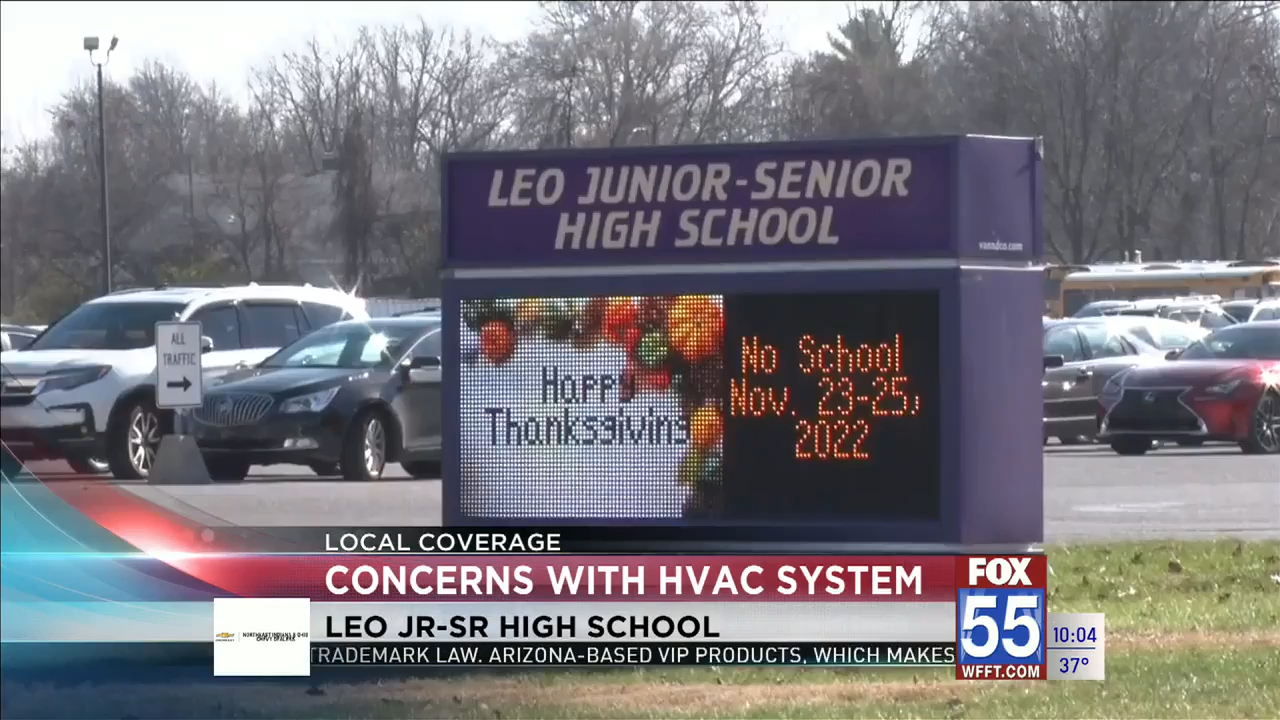 LEO JUNIOR-SENIOR
HIGH SCHOOL
vanndco.com
ALL
TRAFFIC
Happy
Thanksgiving
No School
Nov. 23-25,
2022
LOCAL COVERAGE
CONCERNS WITH HVAC SYSTEM
LEO JR-SR HIGH SCHOOL
TRADEMARK LAW. ARIZONA-BASED VIP PRODUCTS, WHICH MAKES
FOX
55
WFFT.COM
10:04
37°
CHEVROLET